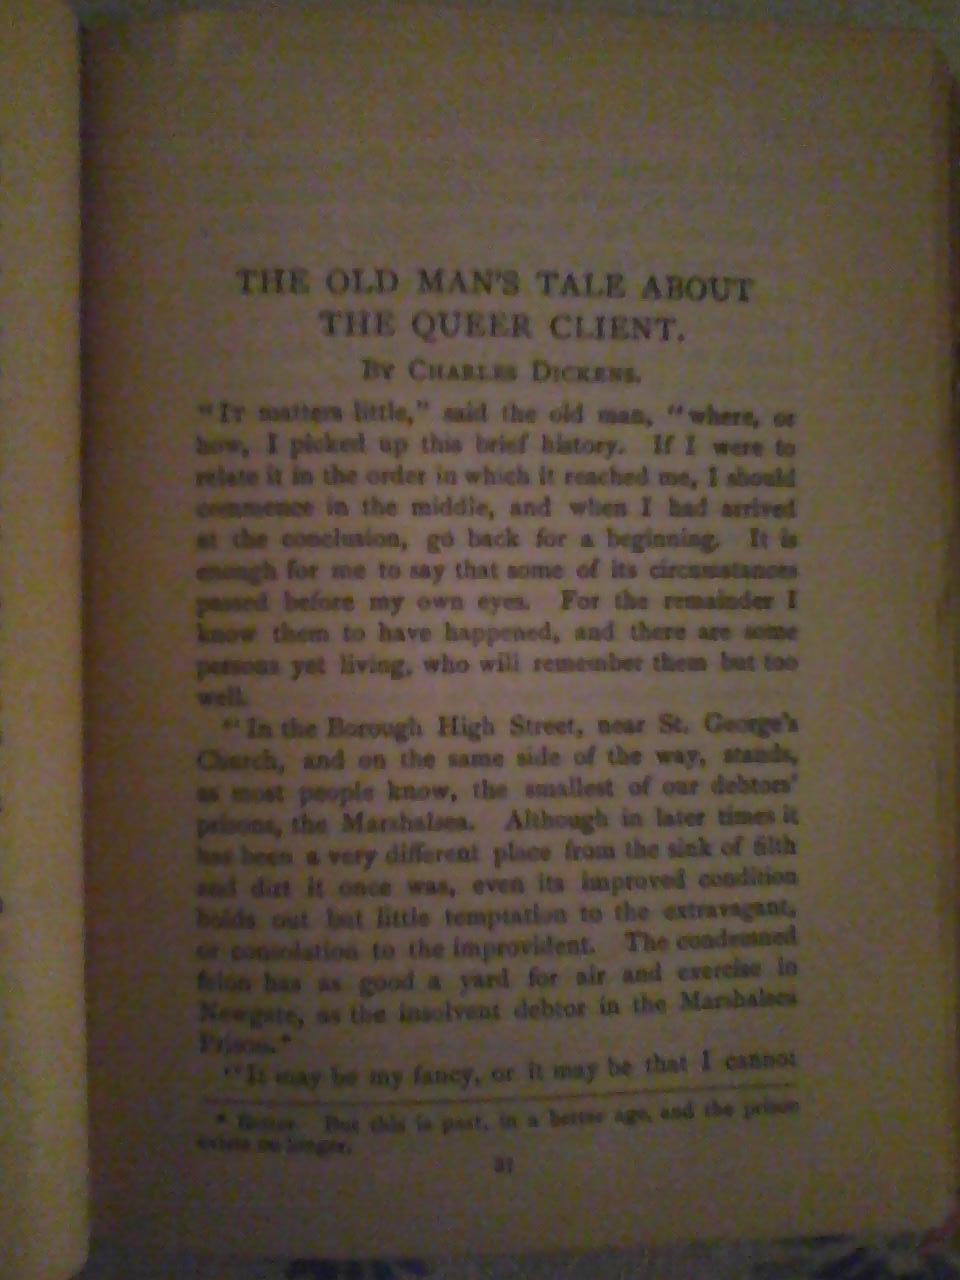 THE OLD MAN'S TALE ABOUT
THE QUEER CLIENT.
BY CHARLES DICKENS.
"IT matters little," said the old man, "where, or
how, I picked up this brief history. If I were to
relate it in the order in which it reached me, I should
commence in the middle, and when I had arrived
at the conclusion, go back for a beginning. It is
enough for me to say that some of its circumstances
passed before my own eyes. For the remainder I
know them to have happened, and there are some
persons yet living, who will remember them but too
well.
"In the Borough High Street, near St. George's
Church, and on the same side of the way, stands,
as most people know, the smallest of our debtors'
prisons, the Marshalsea. Although in later times it
has been a very different place from the sink of filth
and dirt it once was, even its improved condition
holds out but little temptation to the extravagant,
or consolation to the improvident. The condemned
felon has as good a yard for air and exercise in
Newgate, as the insolvent debtor in the Marshalsea
Prison.*
"It may be my fancy, or it may be that I cannot
* Better. But this is past, in a better age, and the prison
exists no longer.
31